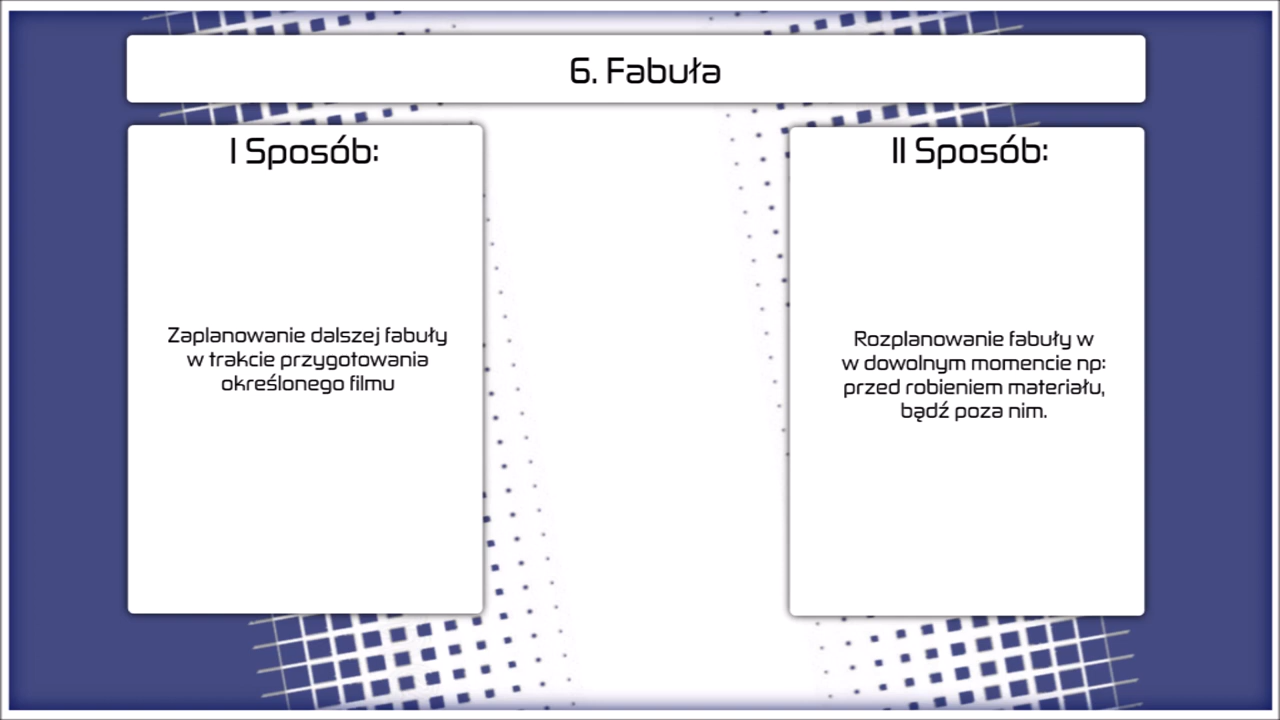 6. Fabuła
I Sposób:
Zaplanowanie dalszej fabuły
w trakcie przygotowania
określonego filmu
II Sposób:
Rozplanowanie fabuły w
w dowolnym momencie np:
przed robieniem materiału,
bądź poza nim.